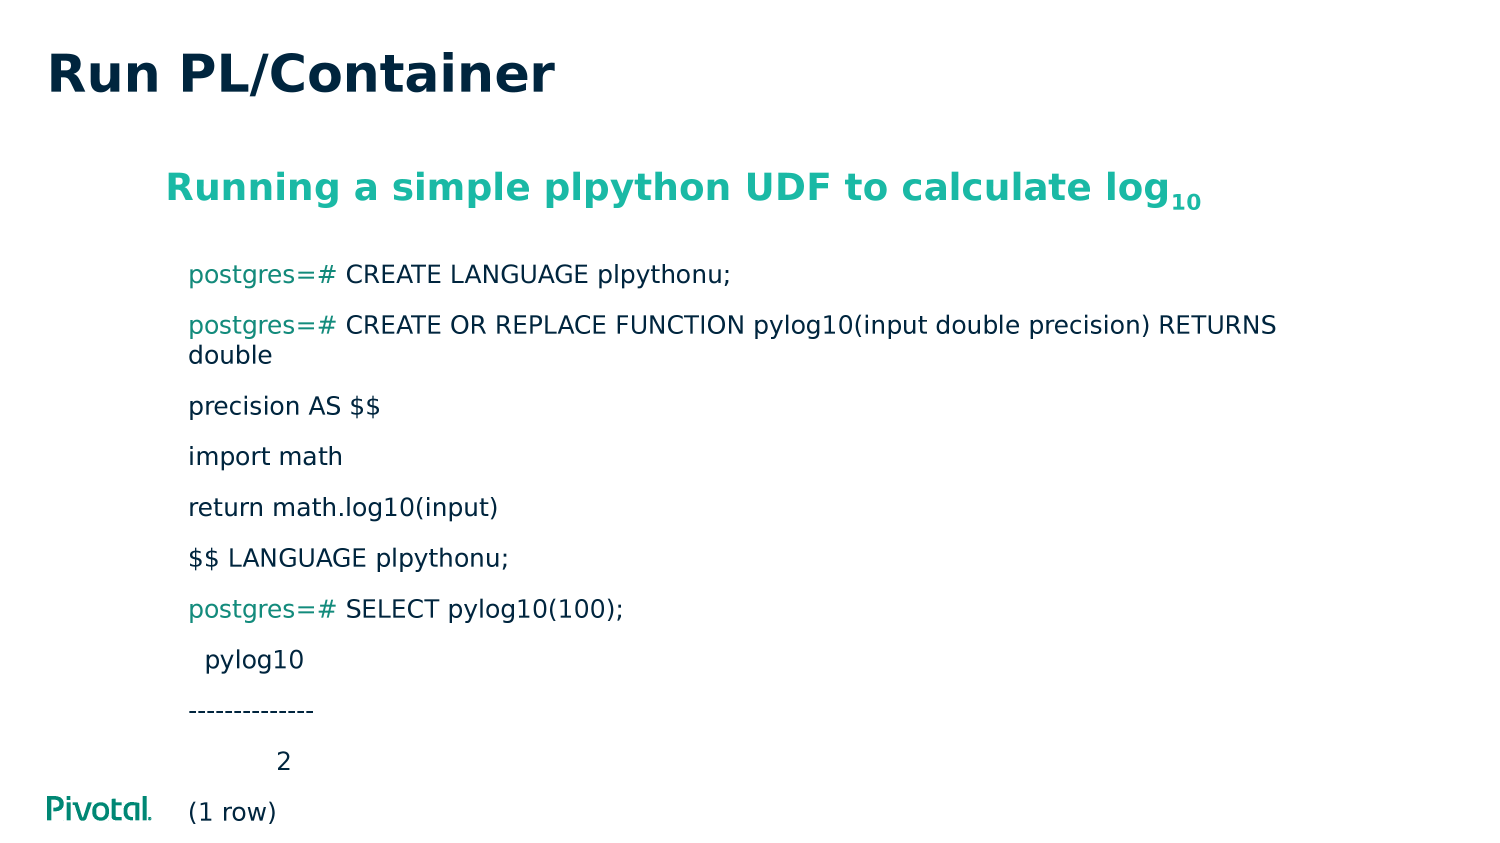 Run PL/Container
Running a simple plpython UDF to calculate log10
postgres=# CREATE LANGUAGE plpythonu;
postgres=# CREATE OR REPLACE FUNCTION pylog10(input double precision) RETURNS
double
precision AS $$
import math
return math.log10(input)
$$ LANGUAGE plpythonu;
postgres=# SELECT pylog10(100);
pylog10
--------------
2
(1 row)
Pivotal.